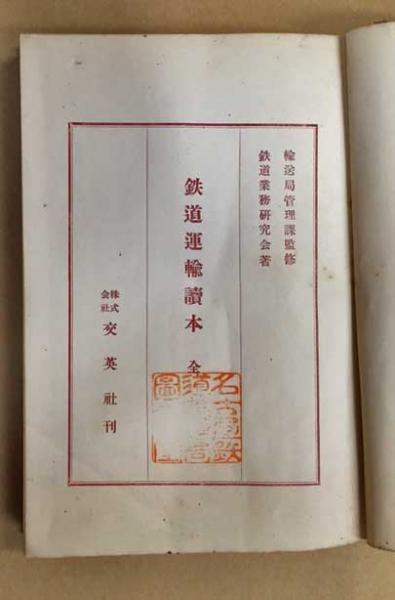 輸送局管理課監修
鉄道業務研究会著
鉄道運輸讀本 全
株式会社 交英社刊